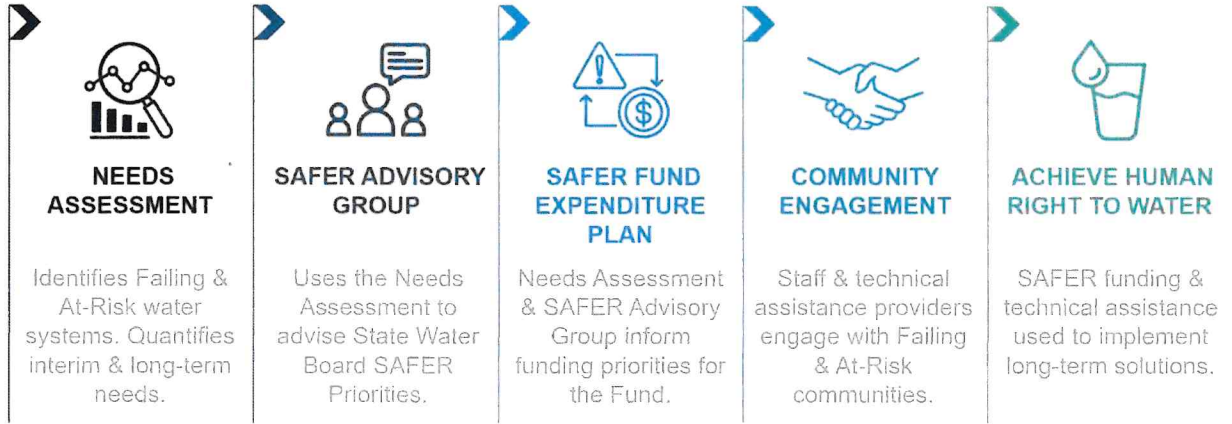 NEEDS
ASSESSMENT
Identifies Failing &
At-Risk water
systems. Quantifies
interim & long-term
needs.
SAFER ADVISORY
GROUP
Uses the Needs
Assessment to
advise State Water
Board SAFER
Priorities.
$
SAFER FUND
EXPENDITURE
PLAN
Needs Assessment
& SAFER Advisory
Group inform
funding priorities for
the Fund.
COMMUNITY
ENGAGEMENT
Staff & technical
assistance providers
engage with Failing
& At-Risk
communities.
ACHIEVE HUMAN
RIGHT TO WATER
SAFER funding &
technical assistance
used to implement
long-term solutions.